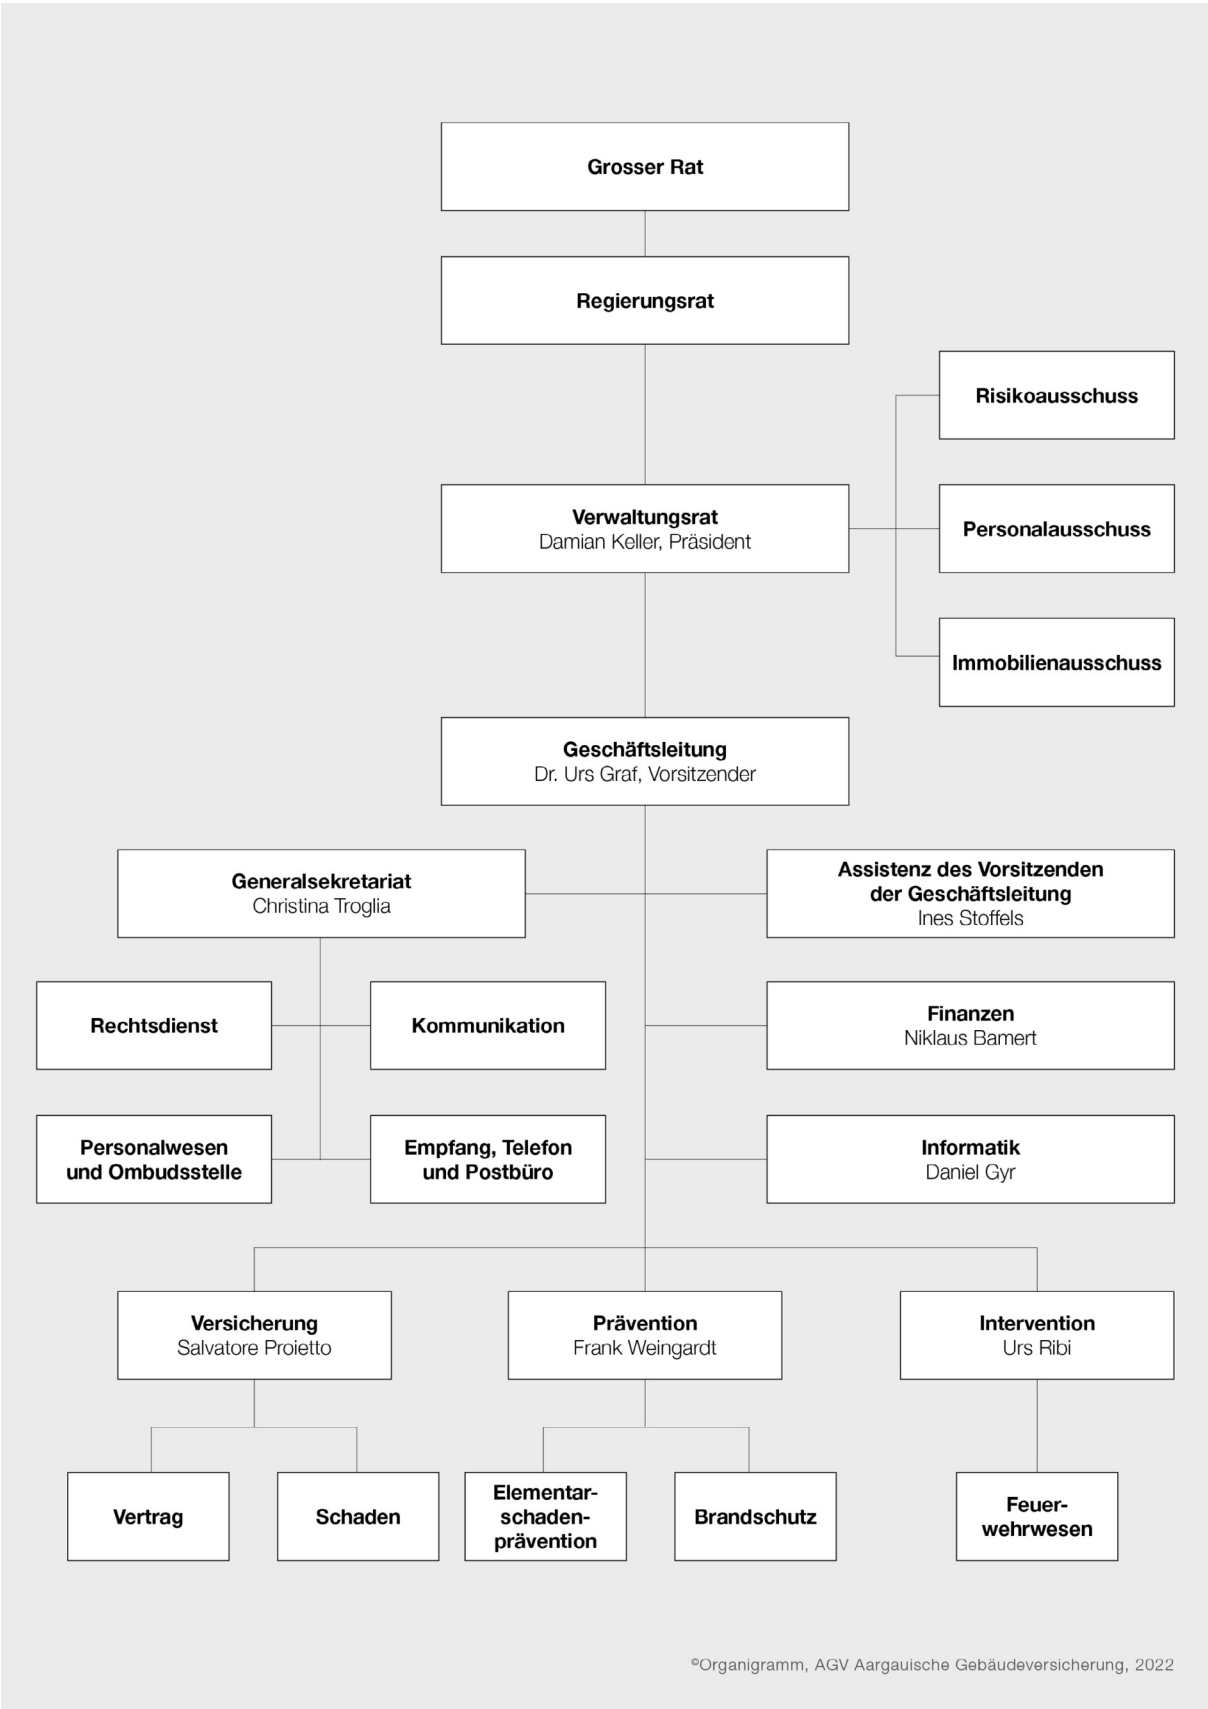 Grosser Rat
Regierungsrat
Risikoausschuss
Verwaltungsrat
Damian Keller, Präsident
Personalausschuss
Immobilienausschuss
Geschäftsleitung
Dr. Urs Graf, Vorsitzender
Generalsekretariat
Christina Troglia
Assistenz des Vorsitzenden
der Geschäftsleitung
Ines Stoffels
Rechtsdienst
Kommunikation
Finanzen
Niklaus Bamert
Personalwesen
und Ombudsstelle
Empfang, Telefon
und Postbüro
Informatik
Daniel Gyr
Versicherung
Salvatore Proietto
Prävention
Frank Weingardt
Intervention
Urs Ribi
Vertrag
Schaden
Elementar-
schaden-
prävention
Brandschutz
Feuer-
wehrwesen
©Organigramm, AGV Aargauische Gebäudeversicherung, 2022